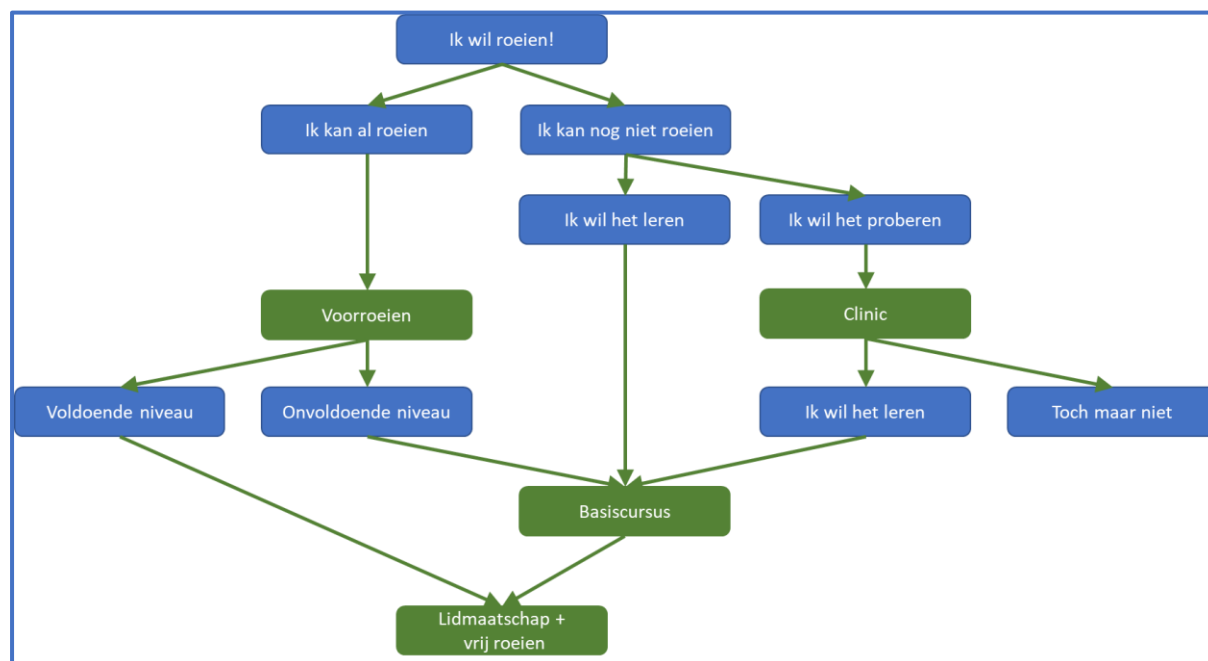 Ik wil roeien!
Ik kan al roeien
Ik kan nog niet roeien
Ik wil het leren
Ik wil het proberen
Voorroeien
Clinic
Voldoende niveau
Onvoldoende niveau
Ik wil het leren
Toch maar niet
Basiscursus
Lidmaatschap +
vrij roeien